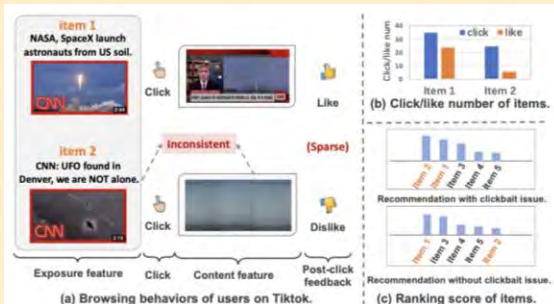 item 1
NASA, SpaceX launch
astronauts from US soil.
CNN
Click
Like
item 2
CNN: UFO found in
Denver, we are NOT alone.
CNN
Inconsistent
(Sparse)
Click
Dislike
Exposure feature
Click
Content feature
Post-click
feedback
(a) Browsing behaviors of users on Tiktok.
click
like
Click/like num
40
30
20
10
0
Item 1
Item 2
(b) Click/like number of items.
Item 2
Item 1
Item 3
Item 4
Item 5
Recommendation with clickbait issue.
Item 1
Item 3
Item 4
Item 5
Item 2
Recommendation without clickbait issue.
(c) Ranking score of items.